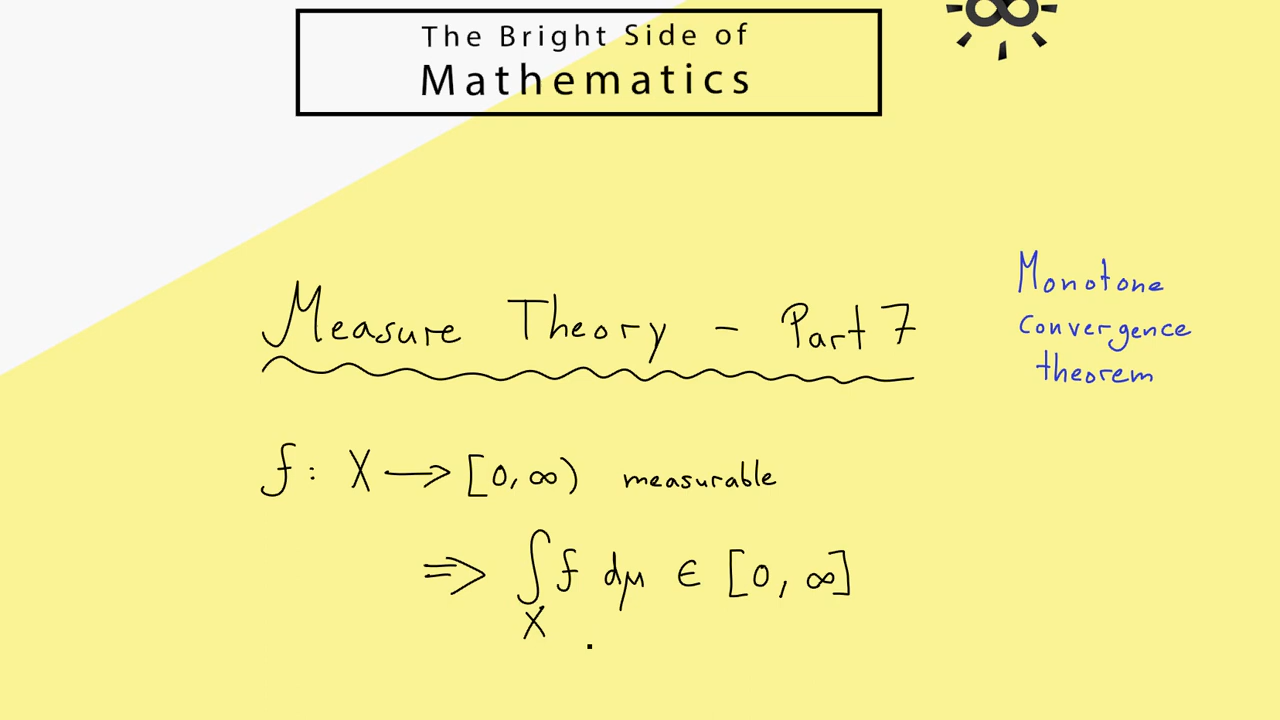 The Bright Side of
Mathematics
Measure Theory – Part 7
Monotone
convergence
theorem
f: X ⟶ [0, ∞) measurable
⟹ ∫_X f dμ ∈ [0, ∞]